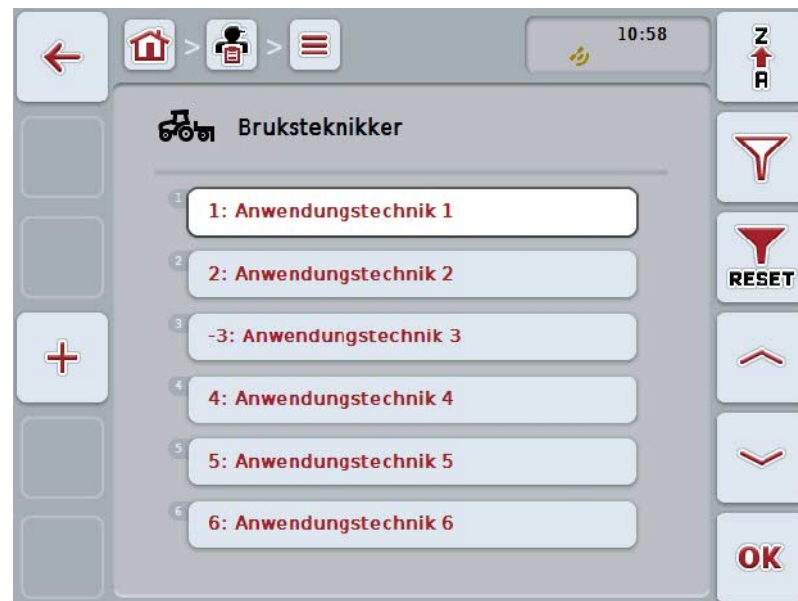 > >
10:58
Z
A
Bruksteknikker
1
1: Anwendungstechnik 1
2
2: Anwendungstechnik 2
RESET
3
-3: Anwendungstechnik 3
4
4: Anwendungstechnik 4
5
5: Anwendungstechnik 5
6
6: Anwendungstechnik 6
OK